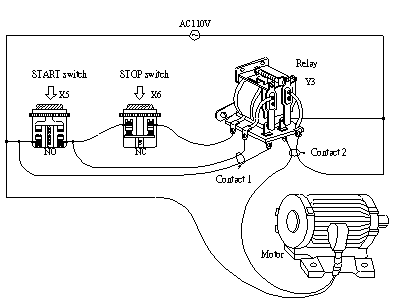 AC110V
START switch
STOP switch
Relay
X5
X6
Y3
NO
NC
Contact 2
Contact 1
Motor